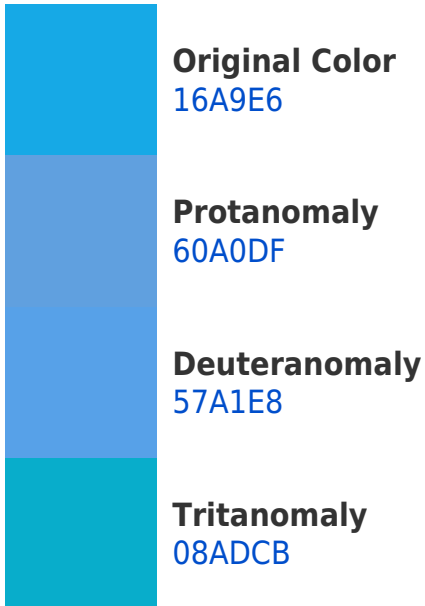 Original Color
16A9E6
Protanomaly
60A0DF
Deuteranomaly
57A1E8
Tritanomaly
08ADCB